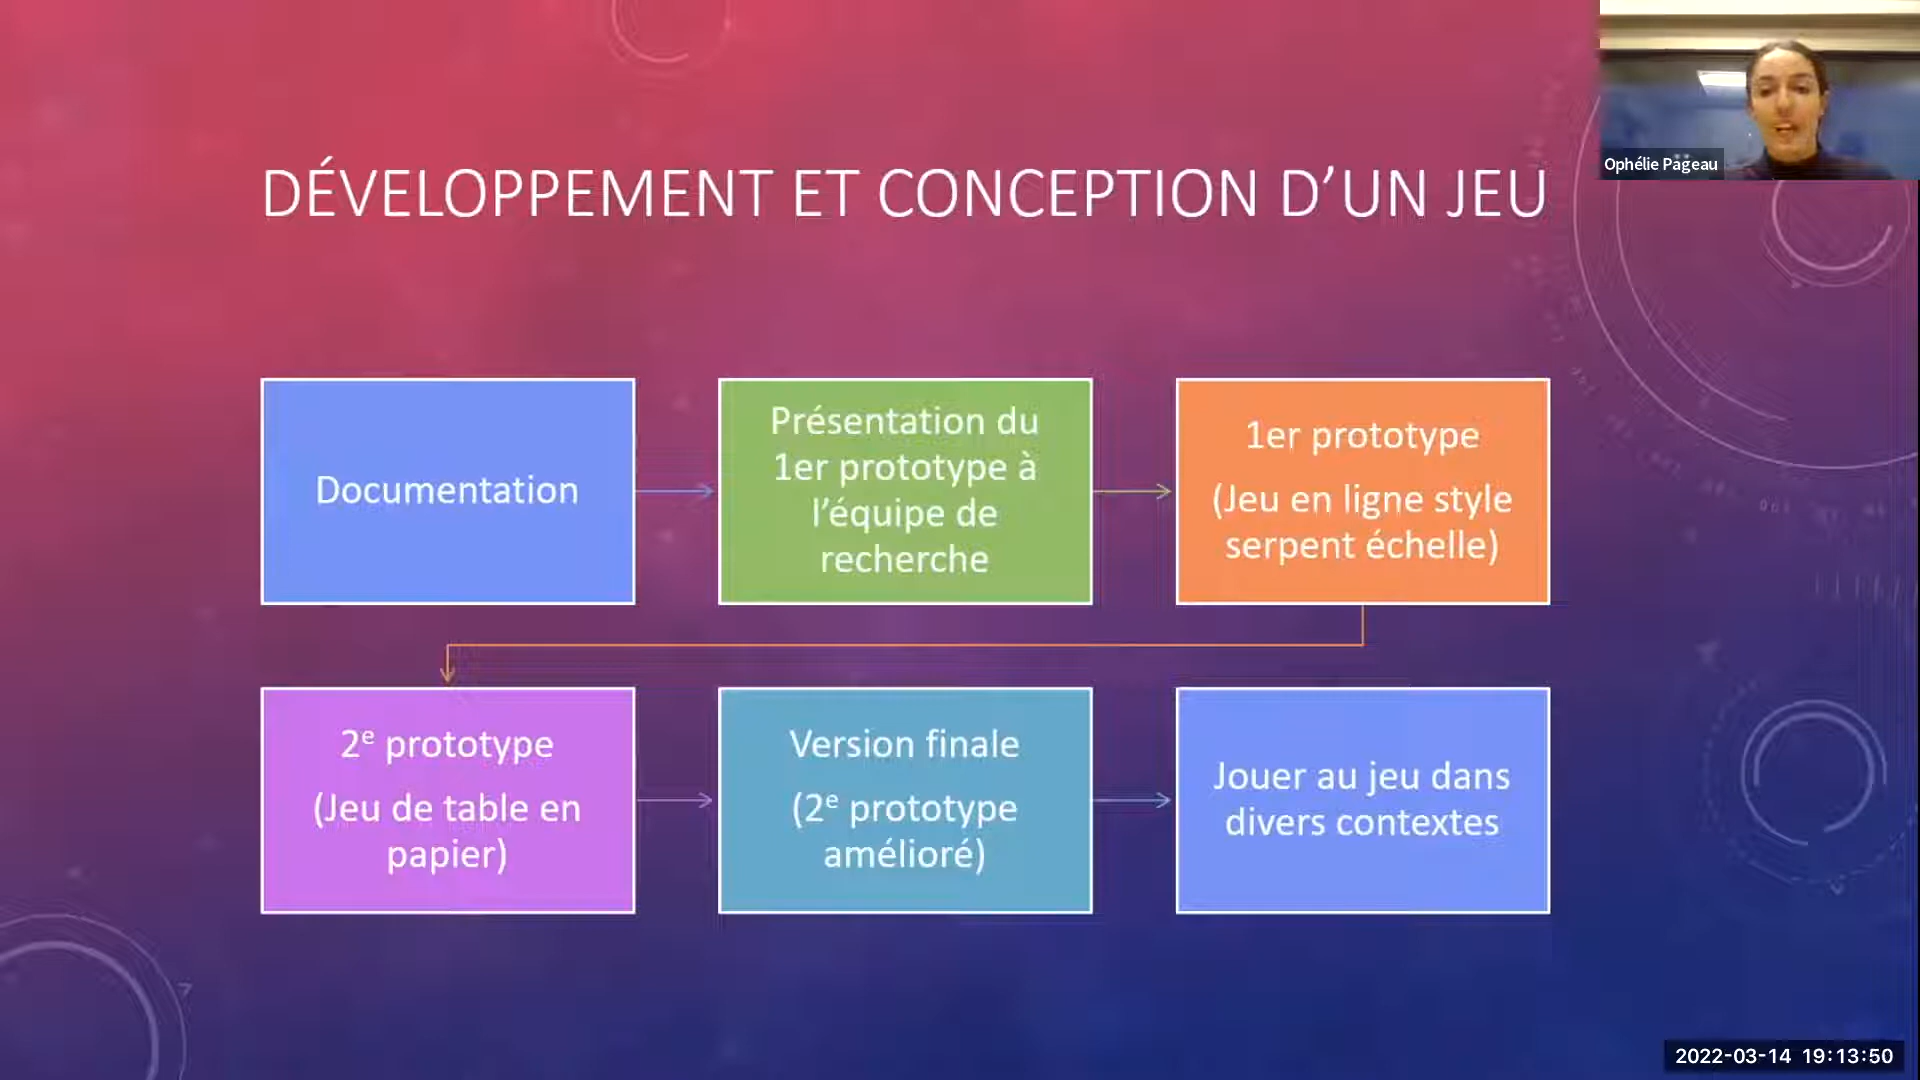 Ophélie Pageau
DÉVELOPPEMENT ET CONCEPTION D’UN JEU
Documentation
Présentation du
1er prototype à
l’équipe de
recherche
1er prototype
(Jeu en ligne style
serpent échelle)
2e prototype
(Jeu de table en
papier)
Version finale
(2e prototype
amélioré)
Jouer au jeu dans
divers contextes
2022-03-14 19:13:50